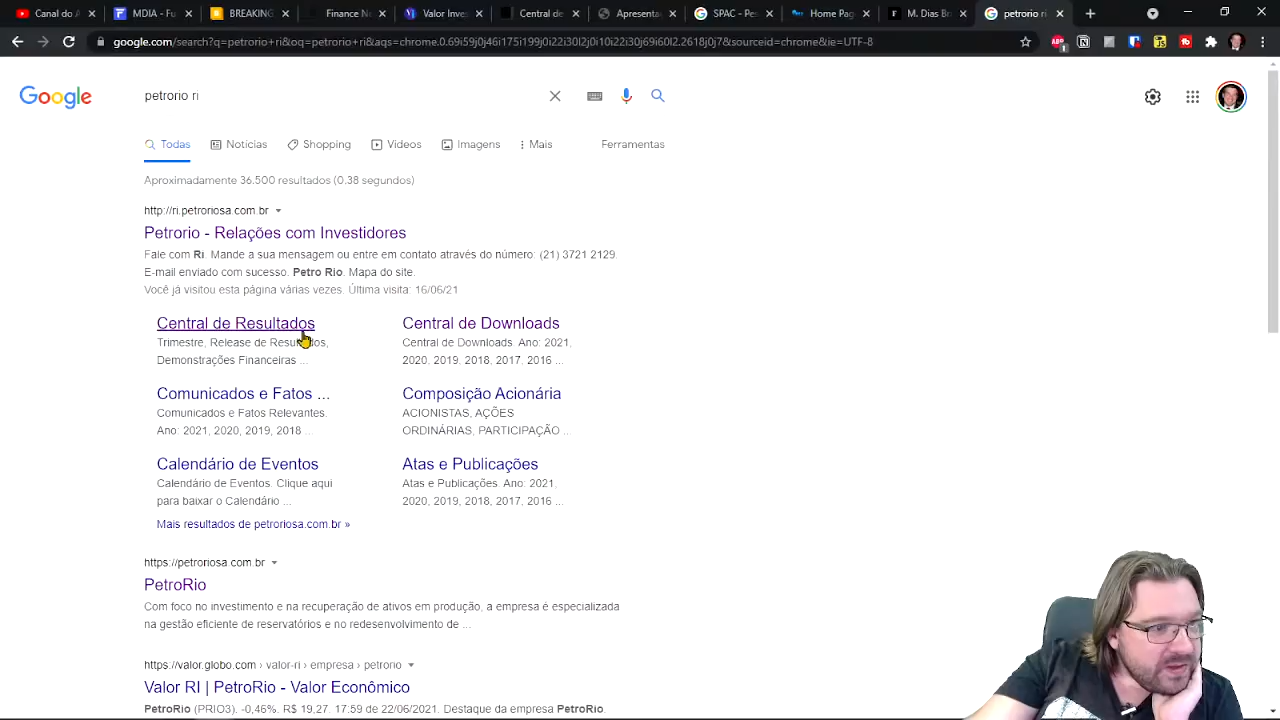 Canal do A
MDIA - Fu
BREAKING
Finance Ne
Valor Inves
Central de
Apresenta
SPAC - Pes
Home Page
M. Dias Bo
petrorio ri
google.com/search?q=petrorio+ri&oq=petrorio+ri&aqs=chrome.0.69i59j0i46i175i199j0i22i30l2j0i10i22i30j69i60l2.2618j0j7&sourceid=chrome&ie=UTF-8
Google
petrorio ri
Todas Notícias Shopping Vídeos Imagens Mais Ferramentas
Aproximadamente 36.500 resultados (0,38 segundos)
http://ri.petroriosa.com.br
Petrorio - Relações com Investidores
Fale com Ri. Mande a sua mensagem ou entre em contato através do número: (21) 3721 2129.
E-mail enviado com sucesso. Petro Rio. Mapa do site.
Você já visitou esta página várias vezes. Última visita: 16/06/21
Central de Resultados
Trimestre, Release de Resultados,
Demonstrações Financeiras ...
Central de Downloads
Central de Downloads. Ano: 2021,
2020, 2019, 2018, 2017, 2016 ...
Comunicados e Fatos ...
Comunicados e Fatos Relevantes.
Ano: 2021, 2020, 2019, 2018 ...
Composição Acionária
ACIONISTAS, AÇÕES
ORDINÁRIAS, PARTICIPAÇÃO ...
Calendário de Eventos
Calendário de Eventos. Clique aqui
para baixar o Calendário ...
Atas e Publicações
Atas e Publicações. Ano: 2021,
2020, 2019, 2018, 2017, 2016 ...
Mais resultados de petroriosa.com.br »
https://petroriosa.com.br
PetroRio
Com foco no investimento e na recuperação de ativos em produção, a empresa é especializada
na gestão eficiente de reservatórios e no redesenvolvimento de ...
https://valor.globo.com › valor-ri › empresa › petrorio
Valor RI | PetroRio - Valor Econômico
PetroRio (PRIO3). -0,46%. R$ 19,27. 17:59 de 22/06/2021. Destaque da empresa PetroRio.